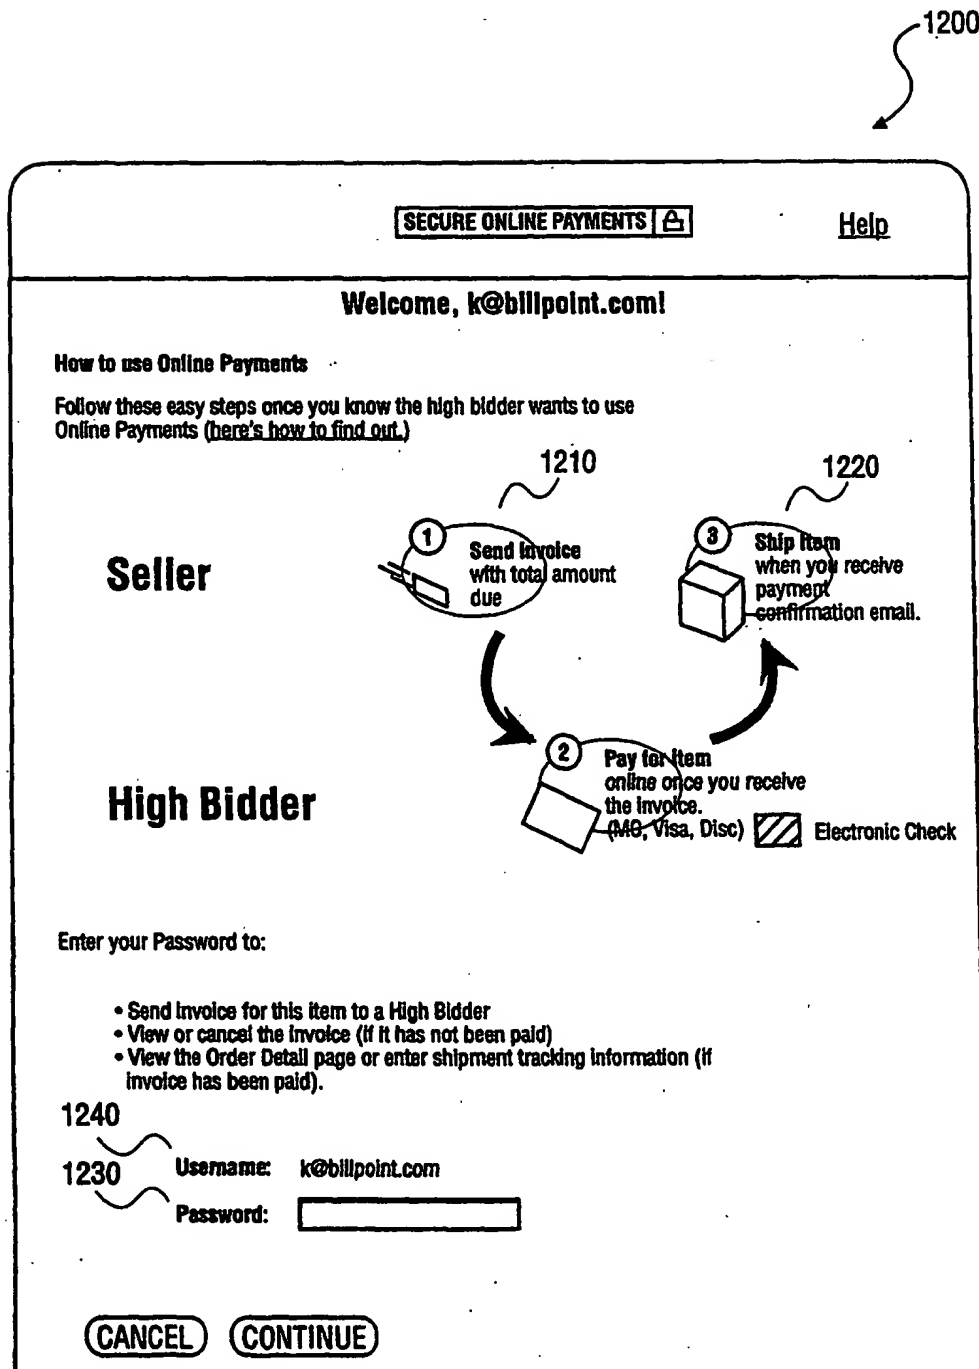 1200
SECURE ONLINE PAYMENTS
Help
Welcome, k@billpoint.com!
How to use Online Payments
Follow these easy steps once you know the high bidder wants to use
Online Payments (here's how to find out.)
1210
1220
Seller
1
Send Invoice
with total amount
due
3
Ship Item
when you receive
payment
confirmation email.
High Bidder
2
Pay for Item
online once you receive
the invoice.
(MC, Visa, Disc)
Electronic Check
Enter your Password to:
• Send Invoice for this item to a High Bidder
• View or cancel the invoice (if it has not been paid)
• View the Order Detail page or enter shipment tracking information (if
invoice has been paid).
1240
Username: k@billpoint.com
1230
Password:
CANCEL CONTINUE